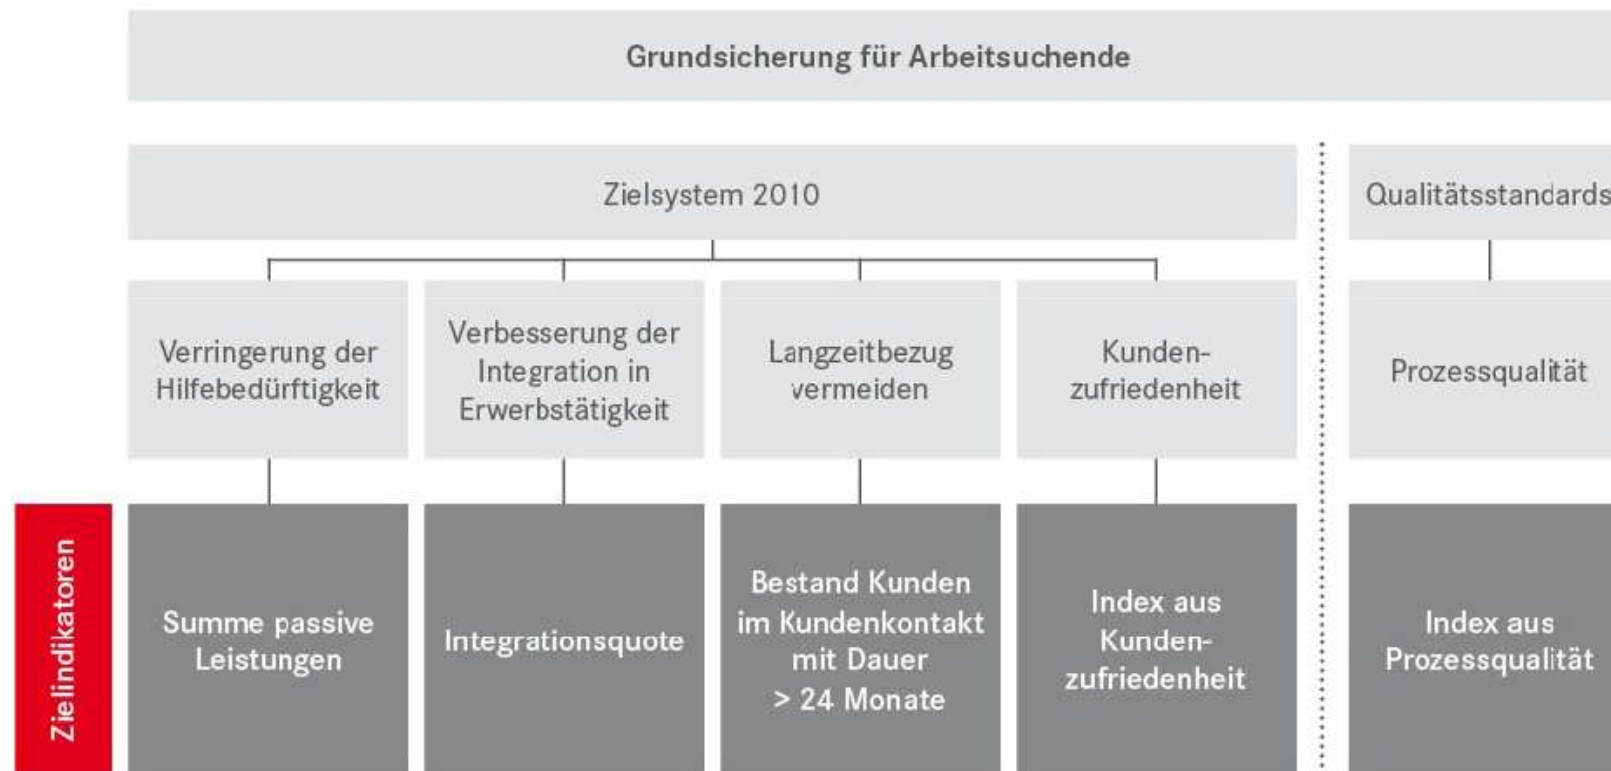 Grundsicherung für Arbeitsuchende
Zielsystem 2010
Qualitätsstandards
Verringerung der
Hilfebedürftigkeit
Verbesserung der
Integration in
Erwerbstätigkeit
Langzeitbezug
vermeiden
Kunden-
zufriedenheit
Prozessqualität
Zielindikatoren
Summe passive
Leistungen
Integrationsquote
Bestand Kunden
im Kundenkontakt
mit Dauer
> 24 Monate
Index aus
Kunden-
zufriedenheit
Index aus
Prozessqualität